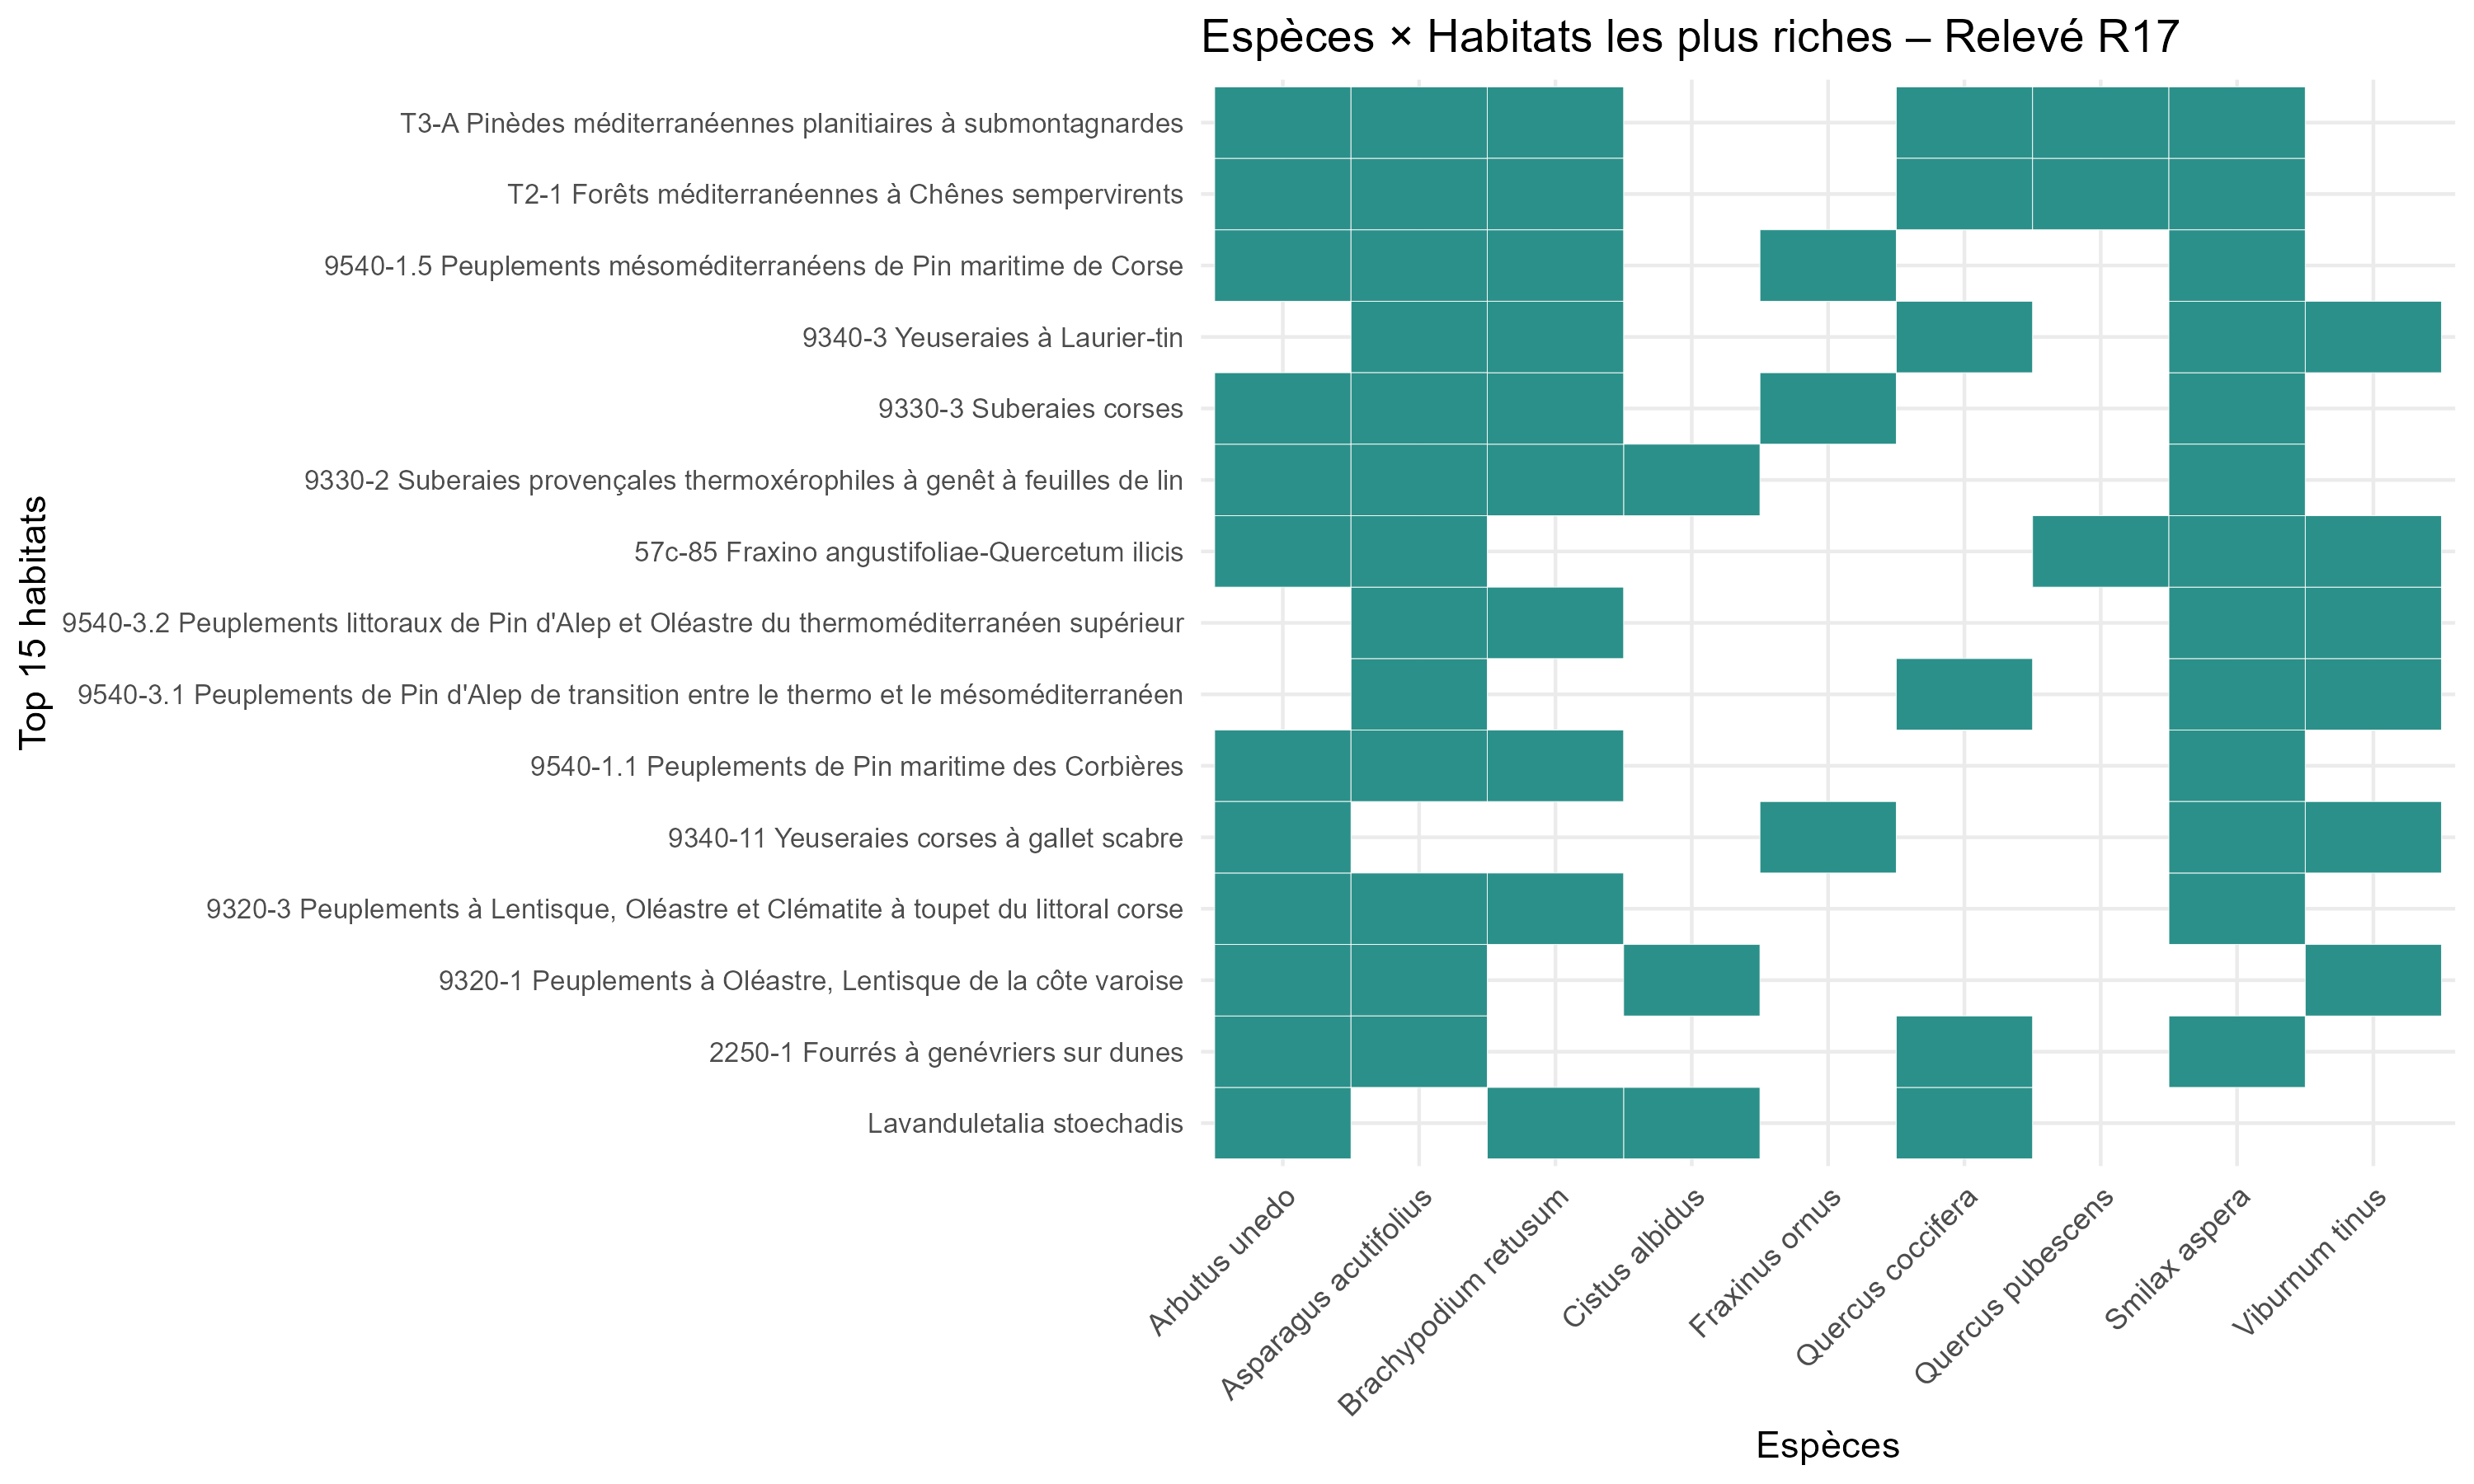 Espèces × Habitats les plus riches – Relevé R17
Top 15 habitats
T3-A Pinèdes méditerranéennes planitiaires à submontagnardes
T2-1 Forêts méditerranéennes à Chênes sempervirents
9540-1.5 Peuplements mésoméditerranéens de Pin maritime de Corse
9340-3 Yeuseraies à Laurier-tin
9330-3 Suberaies corses
9330-2 Suberaies provençales thermoxérophiles à genêt à feuilles de lin
57c-85 Fraxino angustifoliae-Quercetum ilicis
9540-3.2 Peuplements littoraux de Pin d'Alep et Oléastre du thermoméditerranéen supérieur
9540-3.1 Peuplements de Pin d'Alep de transition entre le thermo et le mésoméditerranéen
9540-1.1 Peuplements de Pin maritime des Corbières
9340-11 Yeuseraies corses à gallet scabre
9320-3 Peuplements à Lentisque, Oléastre et Clématite à toupet du littoral corse
9320-1 Peuplements à Oléastre, Lentisque de la côte varoise
2250-1 Fourrés à genévriers sur dunes
Lavanduletalia stoechadis
Arbutus unedo
Asparagus acutifolius
Brachypodium retusum
Cistus albidus
Fraxinus ornus
Quercus coccifera
Quercus pubescens
Smilax aspera
Viburnum tinus
Espèces